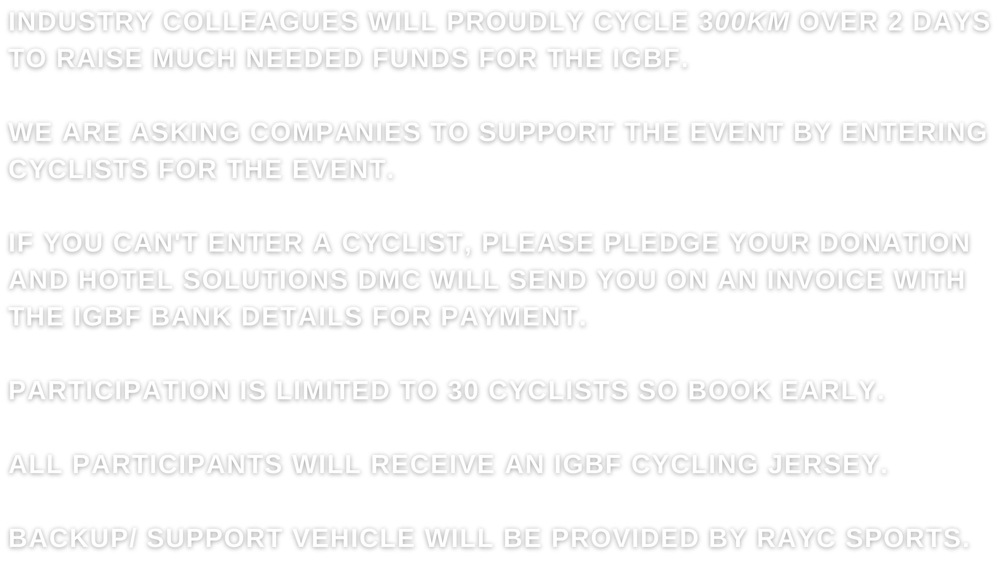 INDUSTRY COLLEAGUES WILL PROUDLY CYCLE 300KM OVER 2 DAYS
TO RAISE MUCH NEEDED FUNDS FOR THE IGBF.
WE ARE ASKING COMPANIES TO SUPPORT THE EVENT BY ENTERING
CYCLISTS FOR THE EVENT.
IF YOU CAN'T ENTER A CYCLIST, PLEASE PLEDGE YOUR DONATION
AND HOTEL SOLUTIONS DMC WILL SEND YOU ON AN INVOICE WITH
THE IGBF BANK DETAILS FOR PAYMENT.
PARTICIPATION IS LIMITED TO 30 CYCLISTS SO BOOK EARLY.
ALL PARTICIPANTS WILL RECEIVE AN IGBF CYCLING JERSEY.
BACKUP/ SUPPORT VEHICLE WILL BE PROVIDED BY RAYC SPORTS.